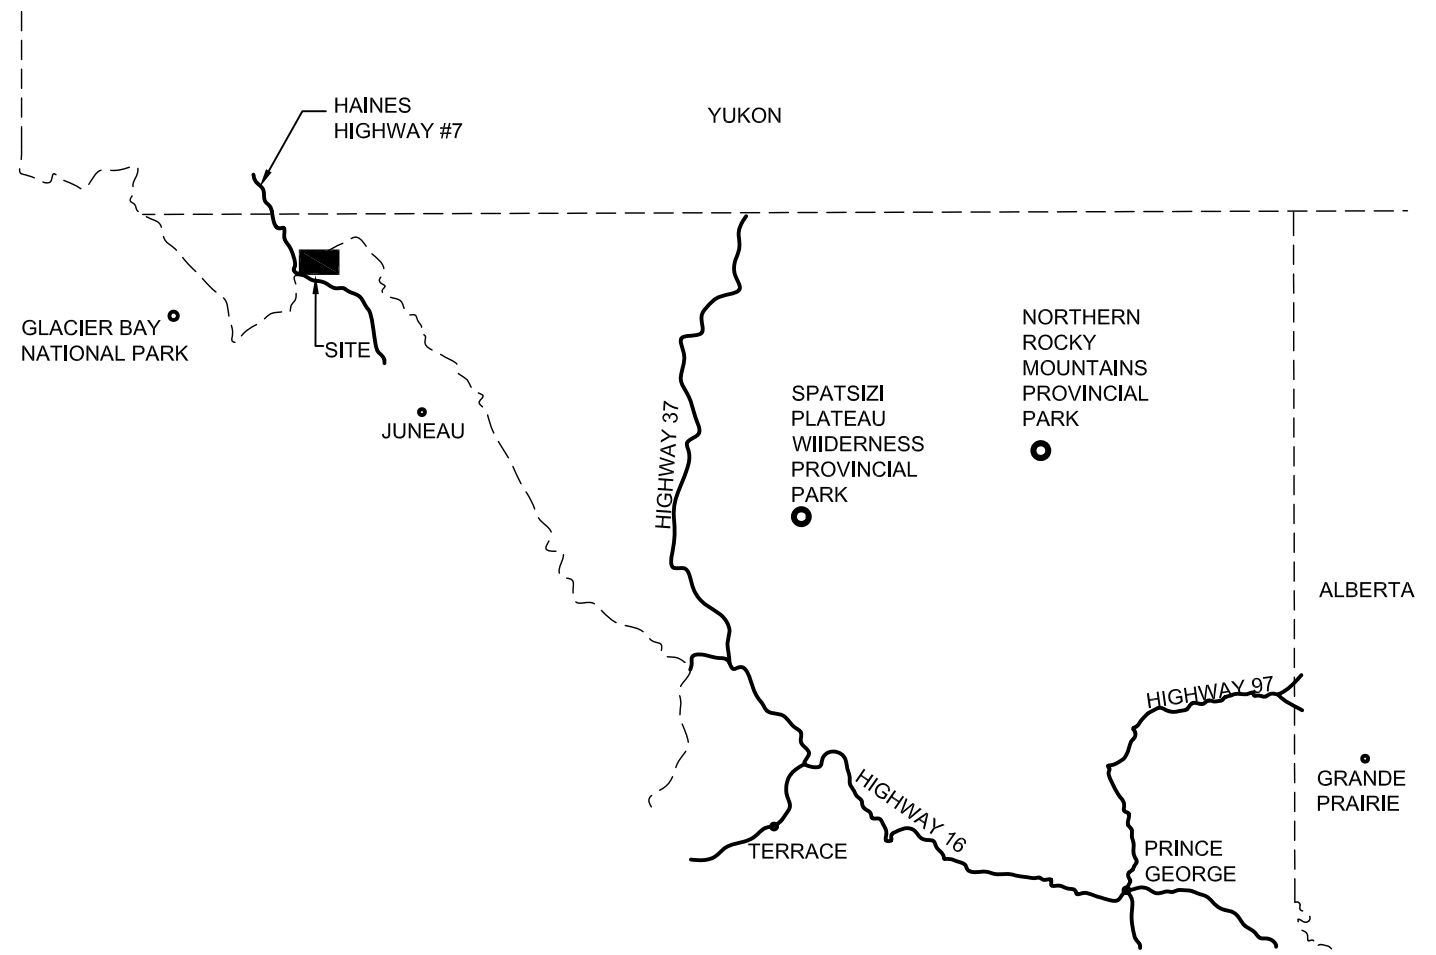 HAINES
HIGHWAY #7
YUKON
GLACIER BAY
NATIONAL PARK
SITE
JUNEAU
HIGHWAY 37
SPATSIZI
PLATEAU
WIIDERNESS
PROVINCIAL
PARK
NORTHERN
ROCKY
MOUNTAINS
PROVINCIAL
PARK
ALBERTA
HIGHWAY 97
GRANDE
PRAIRIE
HIGHWAY 16
TERRACE
PRINCE
GEORGE